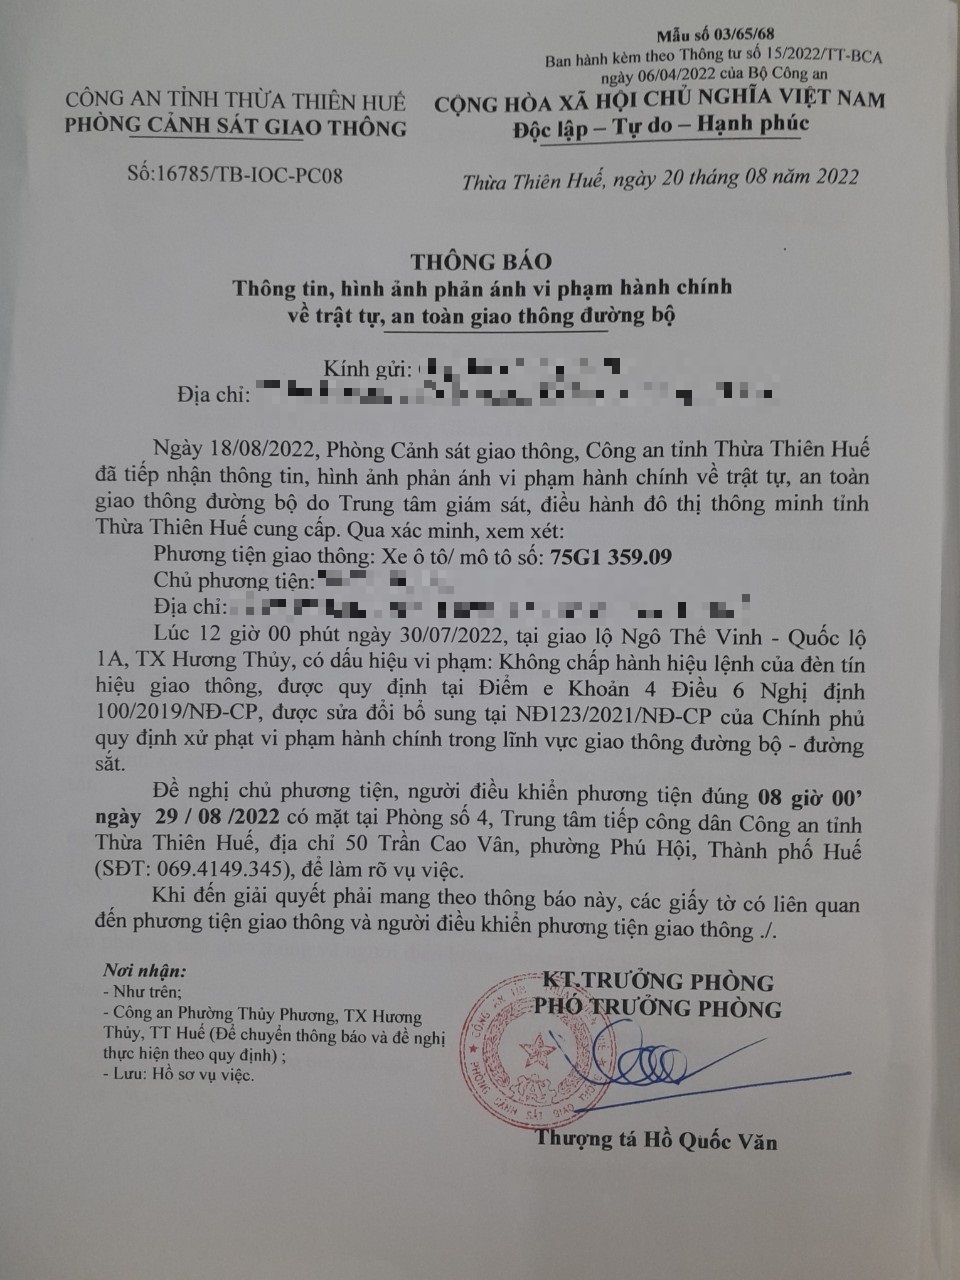 Mẫu số 03/65/68
Ban hành kèm theo Thông tư số 15/2022/TT-BCA
ngày 06/04/2022 của Bộ Công an
CÔNG AN TỈNH THỪA THIÊN HUẾ
PHÒNG CẢNH SÁT GIAO THÔNG
CỘNG HÒA XÃ HỘI CHỦ NGHĨA VIỆT NAM
Độc lập – Tự do – Hạnh phúc
Số:16785/TB-IOC-PC08
Thừa Thiên Huế, ngày 20 tháng 08 năm 2022
THÔNG BÁO
Thông tin, hình ảnh phản ánh vi phạm hành chính
về trật tự, an toàn giao thông đường bộ
Kính gửi:
Địa chỉ:
Ngày 18/08/2022, Phòng Cảnh sát giao thông, Công an tỉnh Thừa Thiên Huế
đã tiếp nhận thông tin, hình ảnh phản ánh vi phạm hành chính về trật tự, an toàn
giao thông đường bộ do Trung tâm giám sát, điều hành đô thị thông minh tỉnh
Thừa Thiên Huế cung cấp. Qua xác minh, xem xét:
Phương tiện giao thông: Xe ô tô/ mô tô số: 75G1 359.09
Chủ phương tiện:
Địa chỉ:
Lúc 12 giờ 00 phút ngày 30/07/2022, tại giao lộ Ngô Thế Vinh - Quốc lộ
1A, TX Hương Thủy, có dấu hiệu vi phạm: Không chấp hành hiệu lệnh của đèn tín
hiệu giao thông, được quy định tại Điểm e Khoản 4 Điều 6 Nghị định
100/2019/NĐ-CP, được sửa đổi bổ sung tại NĐ123/2021/NĐ-CP của Chính phủ
quy định xử phạt vi phạm hành chính trong lĩnh vực giao thông đường bộ - đường
sắt.
Đề nghị chủ phương tiện, người điều khiển phương tiện đúng 08 giờ 00’
ngày 29 / 08 /2022 có mặt tại Phòng số 4, Trung tâm tiếp công dân Công an tỉnh
Thừa Thiên Huế, địa chỉ 50 Trần Cao Vân, phường Phú Hội, Thành phố Huế
(SĐT: 069.4149.345), để làm rõ vụ việc.
Khi đến giải quyết phải mang theo thông báo này, các giấy tờ có liên quan
đến phương tiện giao thông và người điều khiển phương tiện giao thông ./.
Nơi nhận:
- Như trên;
- Công an Phường Thủy Phương, TX Hương
Thủy, TT Huế (Để chuyển thông báo và đề nghị
thực hiện theo quy định) ;
- Lưu: Hồ sơ vụ việc.
KT.TRƯỞNG PHÒNG
PHÓ TRƯỞNG PHÒNG
PHÒNG CẢNH SÁT GIAO THÔNG
Thượng tá Hồ Quốc Văn